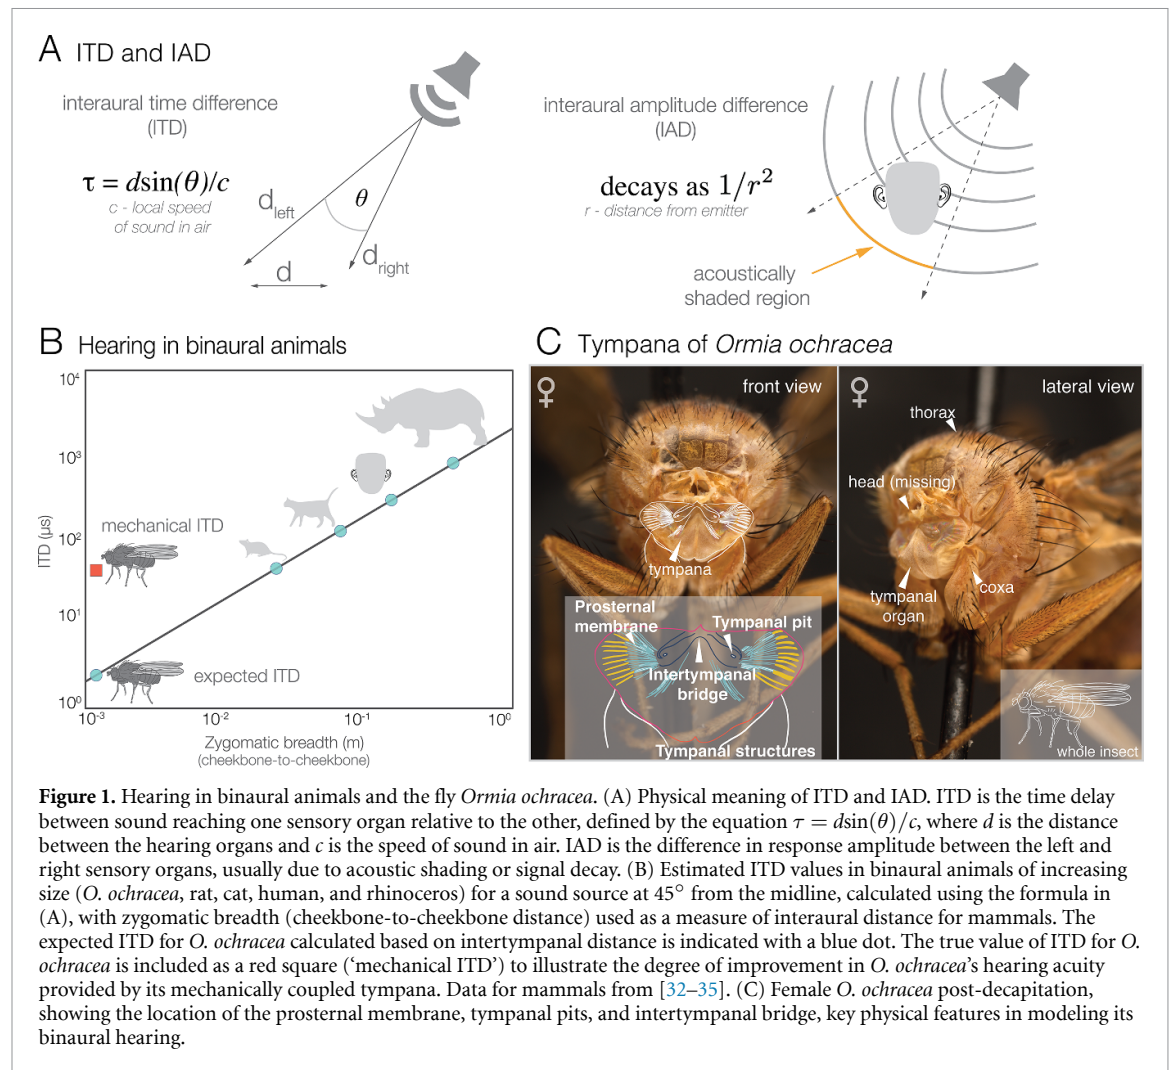 A ITD and IAD
interaural time difference
(ITD)
τ = dsin(θ)/c
c - local speed
of sound in air
d_left
θ
d_right
d
interaural amplitude difference
(IAD)
decays as 1/r²
r - distance from emitter
acoustically
shaded region
B Hearing in binaural animals
10⁴
10³
10²
10¹
10⁰
ITD (µs)
mechanical ITD
expected ITD
10⁻³
10⁻²
10⁻¹
10⁰
Zygomatic breadth (m)
(cheekbone-to-cheekbone)
C Tympana of Ormia ochracea
♀
front view
tympana
Prosternal
membrane
Tympanal pit
Intertympanal
bridge
Tympanal structures
♀
lateral view
thorax
head (missing)
tympanal
organ
coxa
whole insect
Figure 1. Hearing in binaural animals and the fly Ormia ochracea. (A) Physical meaning of ITD and IAD. ITD is the time delay
between sound reaching one sensory organ relative to the other, defined by the equation τ = dsin(θ)/c, where d is the distance
between the hearing organs and c is the speed of sound in air. IAD is the difference in response amplitude between the left and
right sensory organs, usually due to acoustic shading or signal decay. (B) Estimated ITD values in binaural animals of increasing
size (O. ochracea, rat, cat, human, and rhinoceros) for a sound source at 45° from the midline, calculated using the formula in
(A), with zygomatic breadth (cheekbone-to-cheekbone distance) used as a measure of interaural distance for mammals. The
expected ITD for O. ochracea calculated based on intertympanal distance is indicated with a blue dot. The true value of ITD for O.
ochracea is included as a red square (‘mechanical ITD’) to illustrate the degree of improvement in O. ochracea’s hearing acuity
provided by its mechanically coupled tympana. Data for mammals from [32–35]. (C) Female O. ochracea post-decapitation,
showing the location of the prosternal membrane, tympanal pits, and intertympanal bridge, key physical features in modeling its
binaural hearing.